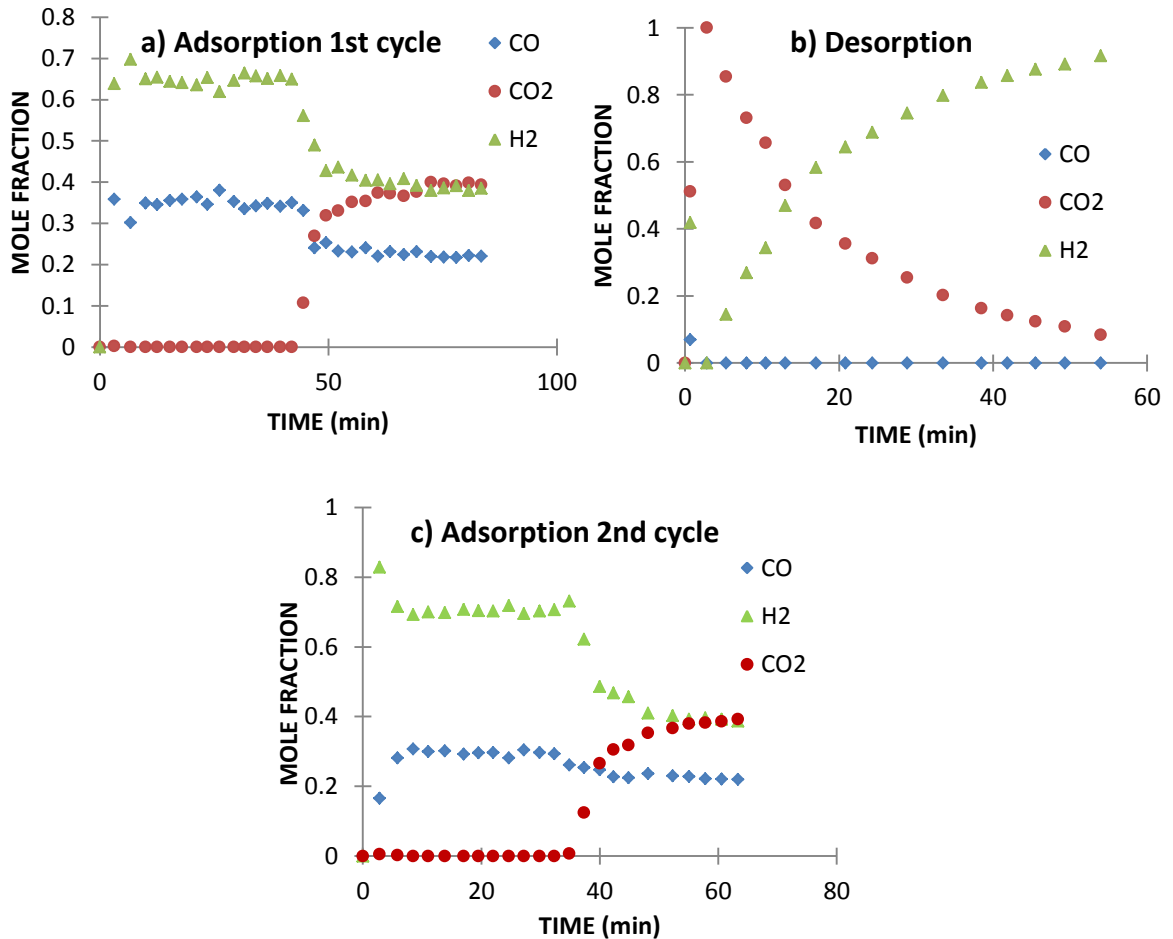 a) Adsorption 1st cycle
MOLE FRACTION
0.8
0.7
0.6
0.5
0.4
0.3
0.2
0.1
0
0
50
100
TIME (min)
CO
CO2
H2
b) Desorption
MOLE FRACTION
1
0.8
0.6
0.4
0.2
0
0
20
40
60
TIME (min)
CO
CO2
H2
c) Adsorption 2nd cycle
MOLE FRACTION
1
0.8
0.6
0.4
0.2
0
0
20
40
60
80
TIME (min)
CO
H2
CO2